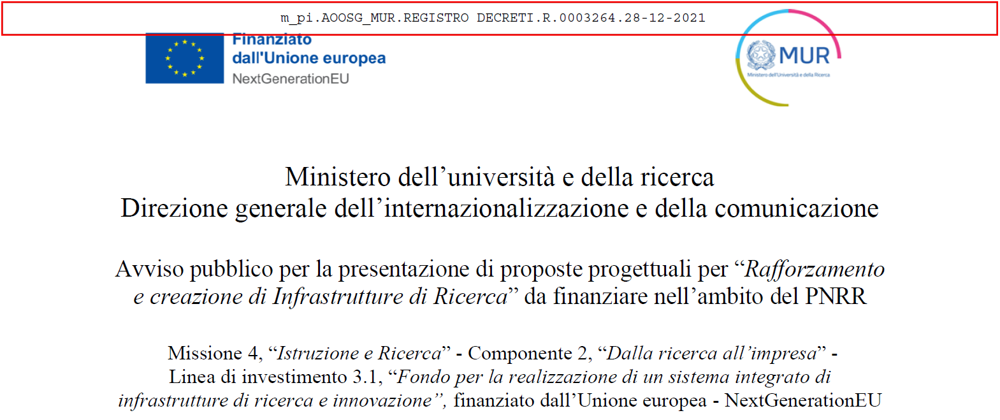 m_pi.AOOSG_MUR.REGISTRO DECRETI.R.0003264.28-12-2021
Finanziato
dall'Unione europea
NextGenerationEU
MUR
Ministero dell'Università e della Ricerca
Ministero dell’università e della ricerca
Direzione generale dell’internazionalizzazione e della comunicazione
Avviso pubblico per la presentazione di proposte progettuali per “Rafforzamento
e creazione di Infrastrutture di Ricerca” da finanziare nell’ambito del PNRR
Missione 4, “Istruzione e Ricerca” - Componente 2, “Dalla ricerca all’impresa” -
Linea di investimento 3.1, “Fondo per la realizzazione di un sistema integrato di
infrastrutture di ricerca e innovazione”, finanziato dall’Unione europea - NextGenerationEU